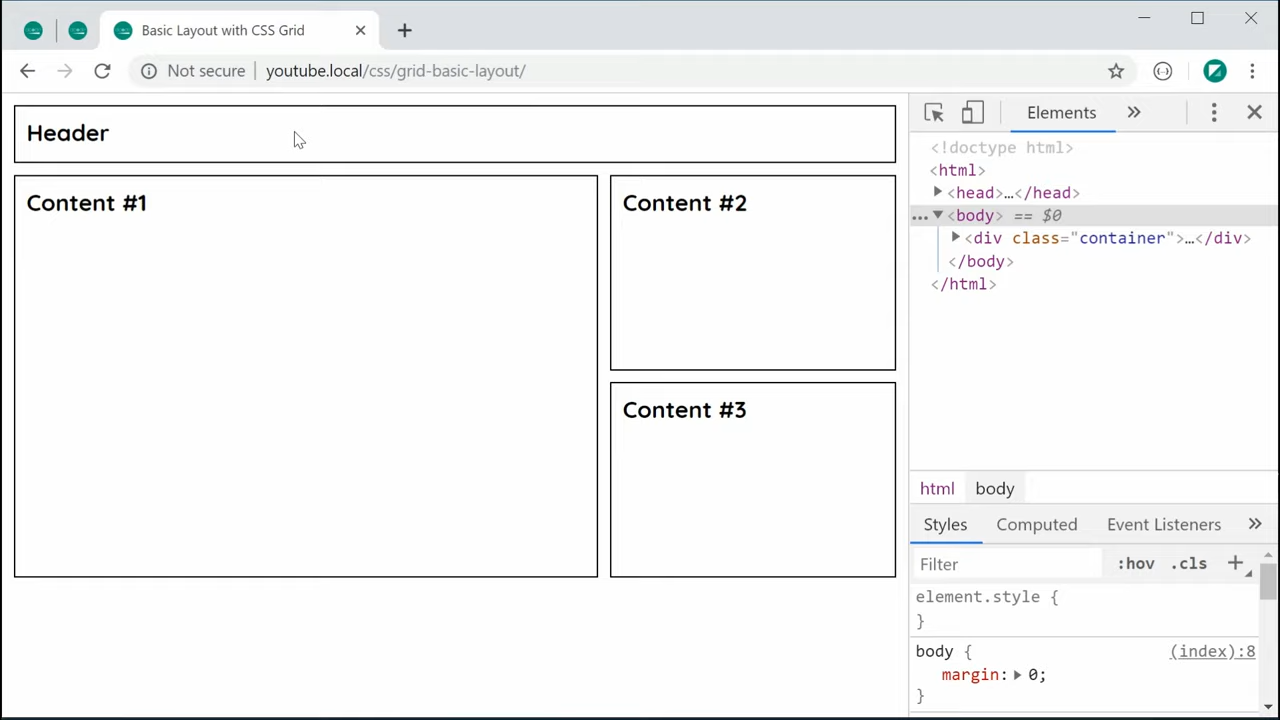 Basic Layout with CSS Grid
Not secure youtube.local/css/grid-basic-layout/
Header
Content #1
Content #2
Content #3
Elements
<!doctype html>
<html>
<head>…</head>
<body> == $0
<div class="container">…</div>
</body>
</html>
html body
Styles Computed Event Listeners
Filter :hov .cls
element.style {
}
body { (index):8
margin: 0;
}